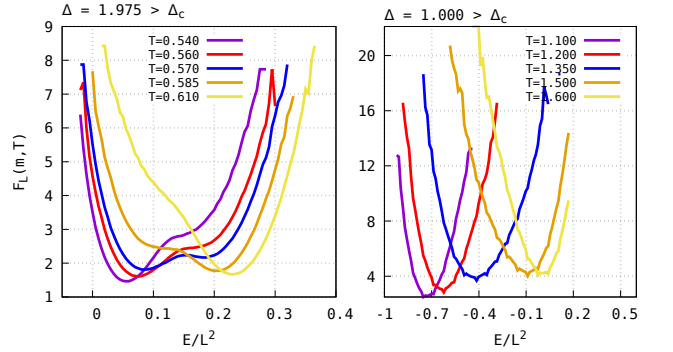 Δ = 1.975 > Δc
T=0.540
T=0.560
T=0.570
T=0.585
T=0.610
9
8
7
6
5
4
3
2
1
FL(m,T)
0
0.1
0.2
0.3
0.4
E/L²
Δ = 1.000 > Δc
T=1.100
T=1.200
T=1.350
T=1.500
T=1.600
20
16
12
8
4
-1
-0.7
-0.4
-0.1
0.2
0.5
E/L²